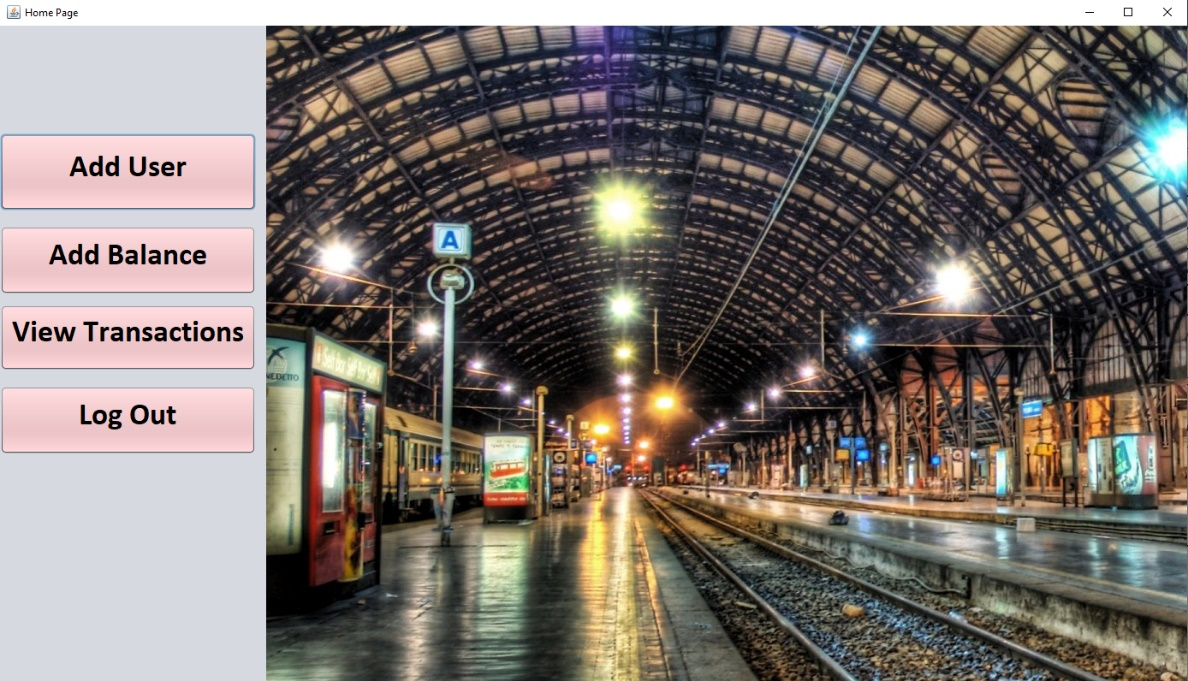 Home Page
Add User
Add Balance
View Transactions
Log Out
A